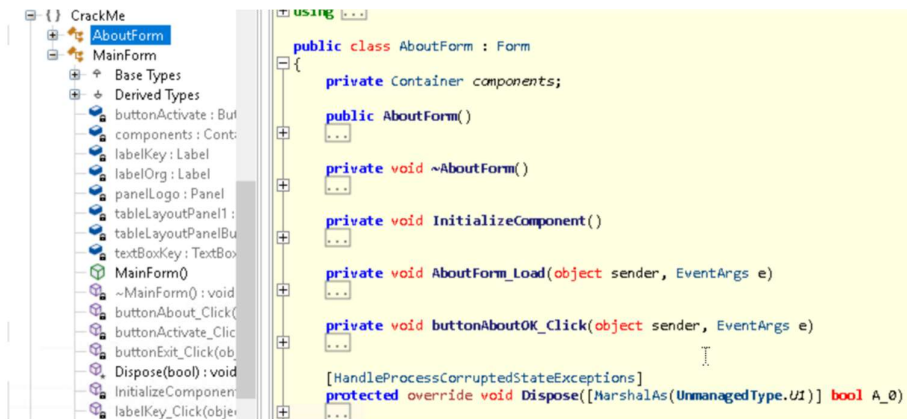 { } CrackMe
AboutForm
MainForm
Base Types
Derived Types
buttonActivate : But
components : Cont
labelKey : Label
labelOrg : Label
panelLogo : Panel
tableLayoutPanel1 :
tableLayoutPanelBu
textBoxKey : TextBox
MainForm()
~MainForm() : void
buttonAbout_Click(
buttonActivate_Clic
buttonExit_Click(ob
Dispose(bool) : void
InitializeComponen
labelKey_Click(obje
using ...
public class AboutForm : Form
{
private Container components;
public AboutForm()
...
private void ~AboutForm()
...
private void InitializeComponent()
...
private void AboutForm_Load(object sender, EventArgs e)
...
private void buttonAboutOK_Click(object sender, EventArgs e)
...
[HandleProcessCorruptedStateExceptions]
protected override void Dispose([MarshalAs(UnmanagedType.U1)] bool A_0)
...